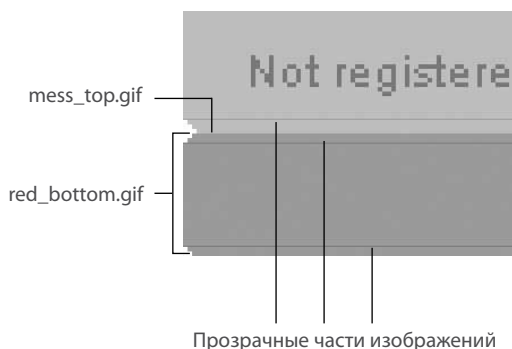 Not registere
mess_top.gif
red_bottom.gif
Прозрачные части изображений